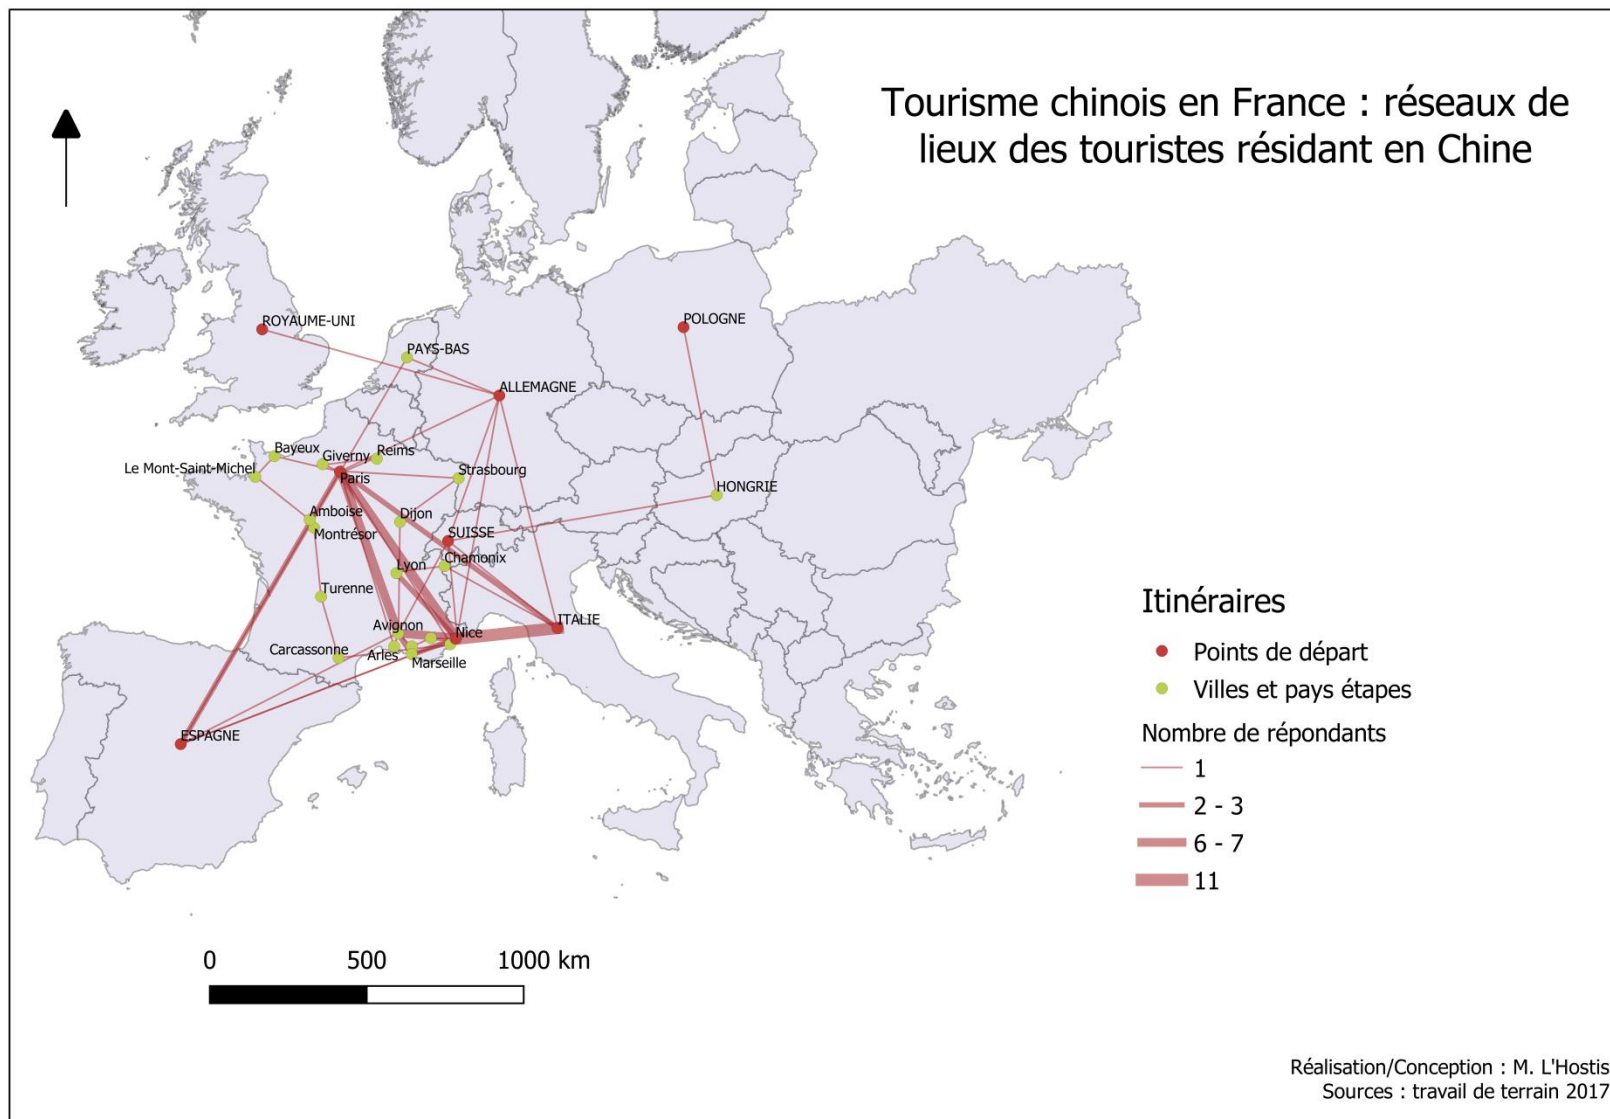 Tourisme chinois en France : réseaux de
lieux des touristes résidant en Chine
ROYAUME-UNI
POLOGNE
PAYS-BAS
ALLEMAGNE
Bayeux
Giverny
Reims
Le Mont-Saint-Michel
Paris
Strasbourg
HONGRIE
Amboise
Dijon
Montrésor
SUISSE
Chamonix
Lyon
Turenne
ITALIE
Avignon
Nice
Carcassonne
Arles
Marseille
ESPAGNE
Itinéraires
Points de départ
Villes et pays étapes
Nombre de répondants
1
2 - 3
6 - 7
11
0 500 1000 km
Réalisation/Conception : M. L'Hostis
Sources : travail de terrain 2017